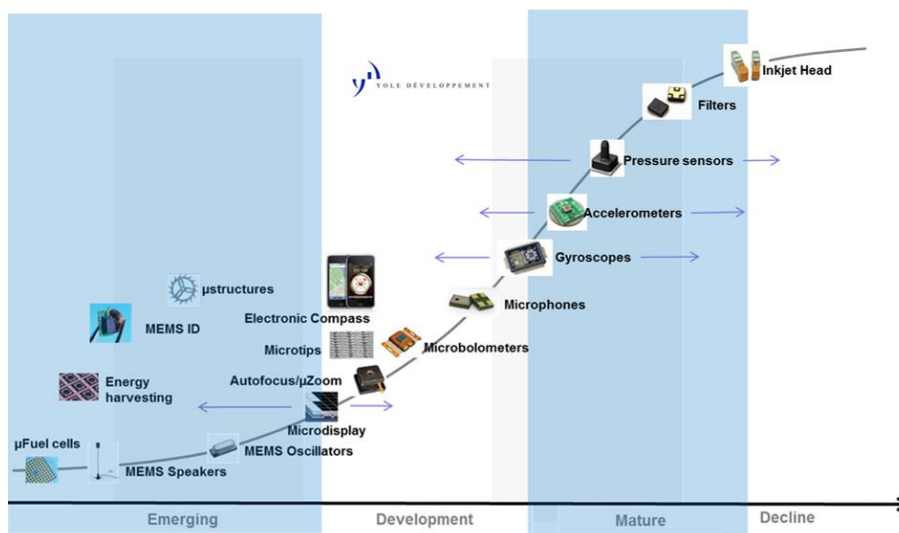 YOLE DÉVELOPPEMENT
Inkjet Head
Filters
Pressure sensors
Accelerometers
Gyroscopes
µstructures
Electronic Compass
Microphones
MEMS ID
Microtips
Microbolometers
Energy
harvesting
Autofocus/µZoom
Microdisplay
µFuel cells
MEMS Oscillators
MEMS Speakers
Emerging
Development
Mature
Decline